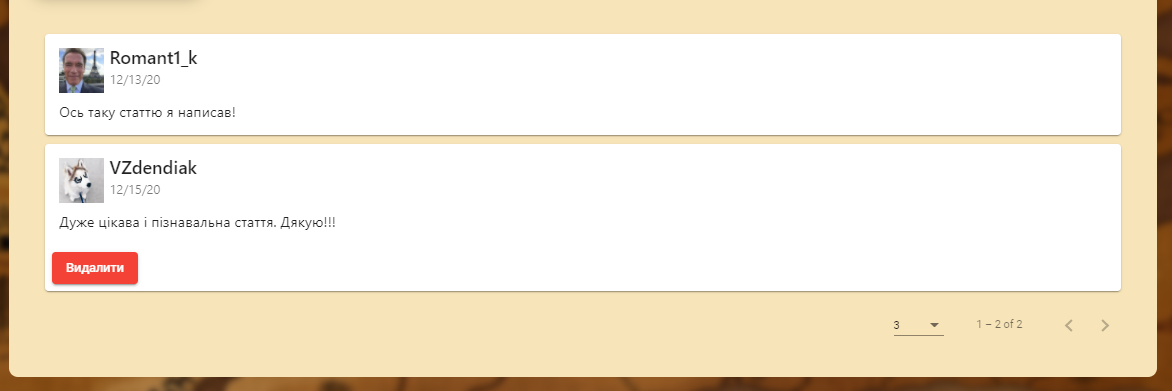 Romant1_k
12/13/20
Ось таку статтю я написав!
VZdendiak
12/15/20
Дуже цікава і пізнавальна стаття. Дякую!!!
Видалити
3 1 – 2 of 2